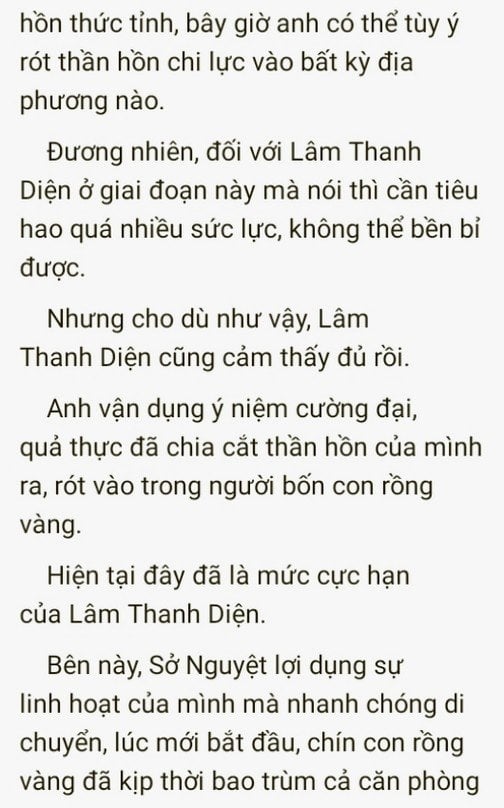 hồn thức tỉnh, bây giờ anh có thể tùy ý
rót thần hồn chi lực vào bất kỳ địa
phương nào.
Đương nhiên, đối với Lâm Thanh
Diện ở giai đoạn này mà nói thì cần tiêu
hao quá nhiều sức lực, không thể bền bỉ
được.
Nhưng cho dù như vậy, Lâm
Thanh Diện cũng cảm thấy đủ rồi.
Anh vận dụng ý niệm cường đại,
quả thực đã chia cắt thần hồn của mình
ra, rót vào trong người bốn con rồng
vàng.
Hiện tại đây đã là mức cực hạn
của Lâm Thanh Diện.
Bên này, Sở Nguyệt lợi dụng sự
linh hoạt của mình mà nhanh chóng di
chuyển, lúc mới bắt đầu, chín con rồng
vàng đã kịp thời bao trùm cả căn phòng